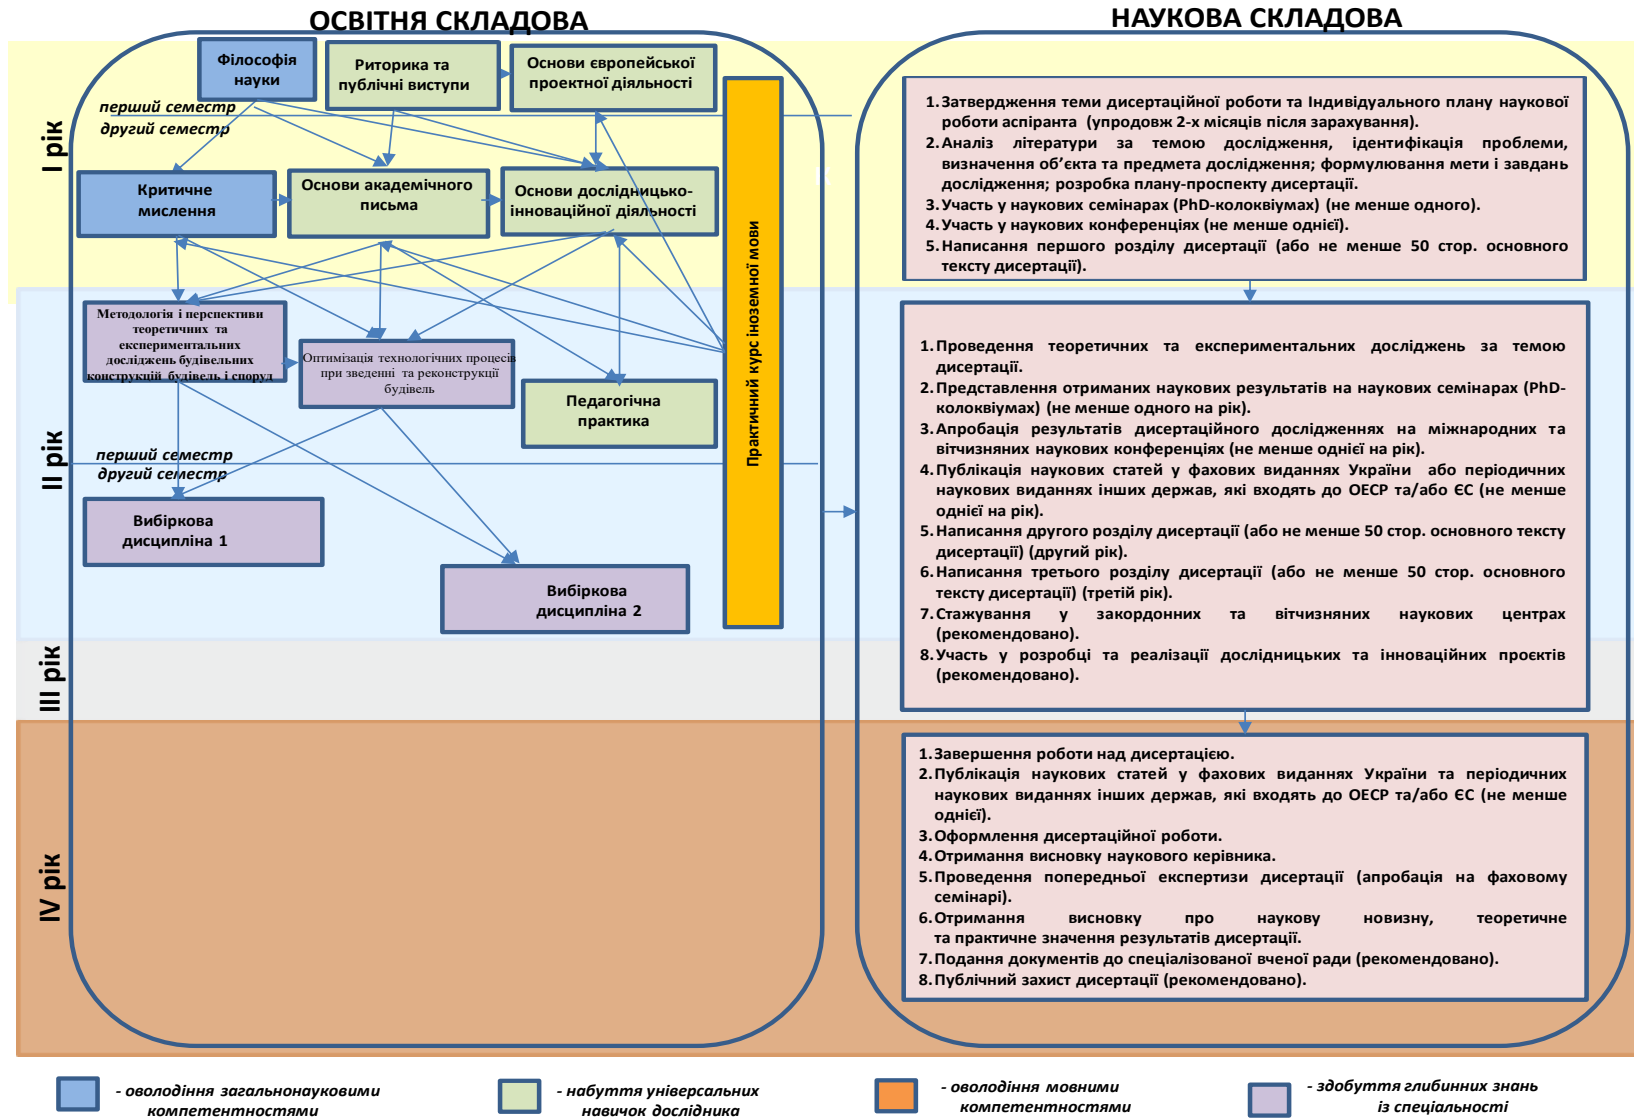 ОСВІТНЯ СКЛАДОВА
НАУКОВА СКЛАДОВА
І рік
Філософія
науки
Риторика та
публічні виступи
Основи європейської
проектної діяльності
перший семестр
другий семестр
Критичне
мислення
Основи академічного
письма
Основи дослідницько-
інноваційної діяльності
Практичний курс іноземної мови
ІІ рік
Методологія і перспективи
теоретичних та
експериментальних
досліджень будівельних
конструкцій будівель і споруд
Оптимізація технологічних процесів
при зведенні та реконструкції
будівель
Педагогічна
практика
перший семестр
другий семестр
Вибіркова
дисципліна 1
Вибіркова
дисципліна 2
ІІІ рік
IV рік
1. Затвердження теми дисертаційної роботи та Індивідуального плану наукової
роботи аспіранта (упродовж 2-х місяців після зарахування).
2. Аналіз літератури за темою дослідження, ідентифікація проблеми,
визначення об’єкта та предмета дослідження; формулювання мети і завдань
дослідження; розробка плану-проспекту дисертації.
3. Участь у наукових семінарах (PhD-колоквіумах) (не менше одного).
4. Участь у наукових конференціях (не менше однієї).
5. Написання першого розділу дисертації (або не менше 50 стор. основного
тексту дисертації).
1. Проведення теоретичних та експериментальних досліджень за темою
дисертації.
2. Представлення отриманих наукових результатів на наукових семінарах (PhD-
колоквіумах) (не менше одного на рік).
3. Апробація результатів дисертаційного дослідженнях на міжнародних та
вітчизняних наукових конференціях (не менше однієї на рік).
4. Публікація наукових статей у фахових виданнях України або періодичних
наукових виданнях інших держав, які входять до ОЕСР та/або ЄС (не менше
однієї на рік).
5. Написання другого розділу дисертації (або не менше 50 стор. основного тексту
дисертації) (другий рік).
6. Написання третього розділу дисертації (або не менше 50 стор. основного
тексту дисертації) (третій рік).
7. Стажування у закордонних та вітчизняних наукових центрах
(рекомендовано).
8. Участь у розробці та реалізації дослідницьких та інноваційних проєктів
(рекомендовано).
1. Завершення роботи над дисертацією.
2. Публікація наукових статей у фахових виданнях України та періодичних
наукових виданнях інших держав, які входять до ОЕСР та/або ЄС (не менше
однієї).
3. Оформлення дисертаційної роботи.
4. Отримання висновку наукового керівника.
5. Проведення попередньої експертизи дисертації (апробація на фаховому
семінарі).
6. Отримання висновку про наукову новизну, теоретичне
та практичне значення результатів дисертації.
7. Подання документів до спеціалізованої вченої ради (рекомендовано).
8. Публічний захист дисертації (рекомендовано).
- оволодіння загальнонауковими
компетентностями
- набуття універсальних
навичок дослідника
- оволодіння мовними
компетентностями
- здобуття глибинних знань
із спеціальності